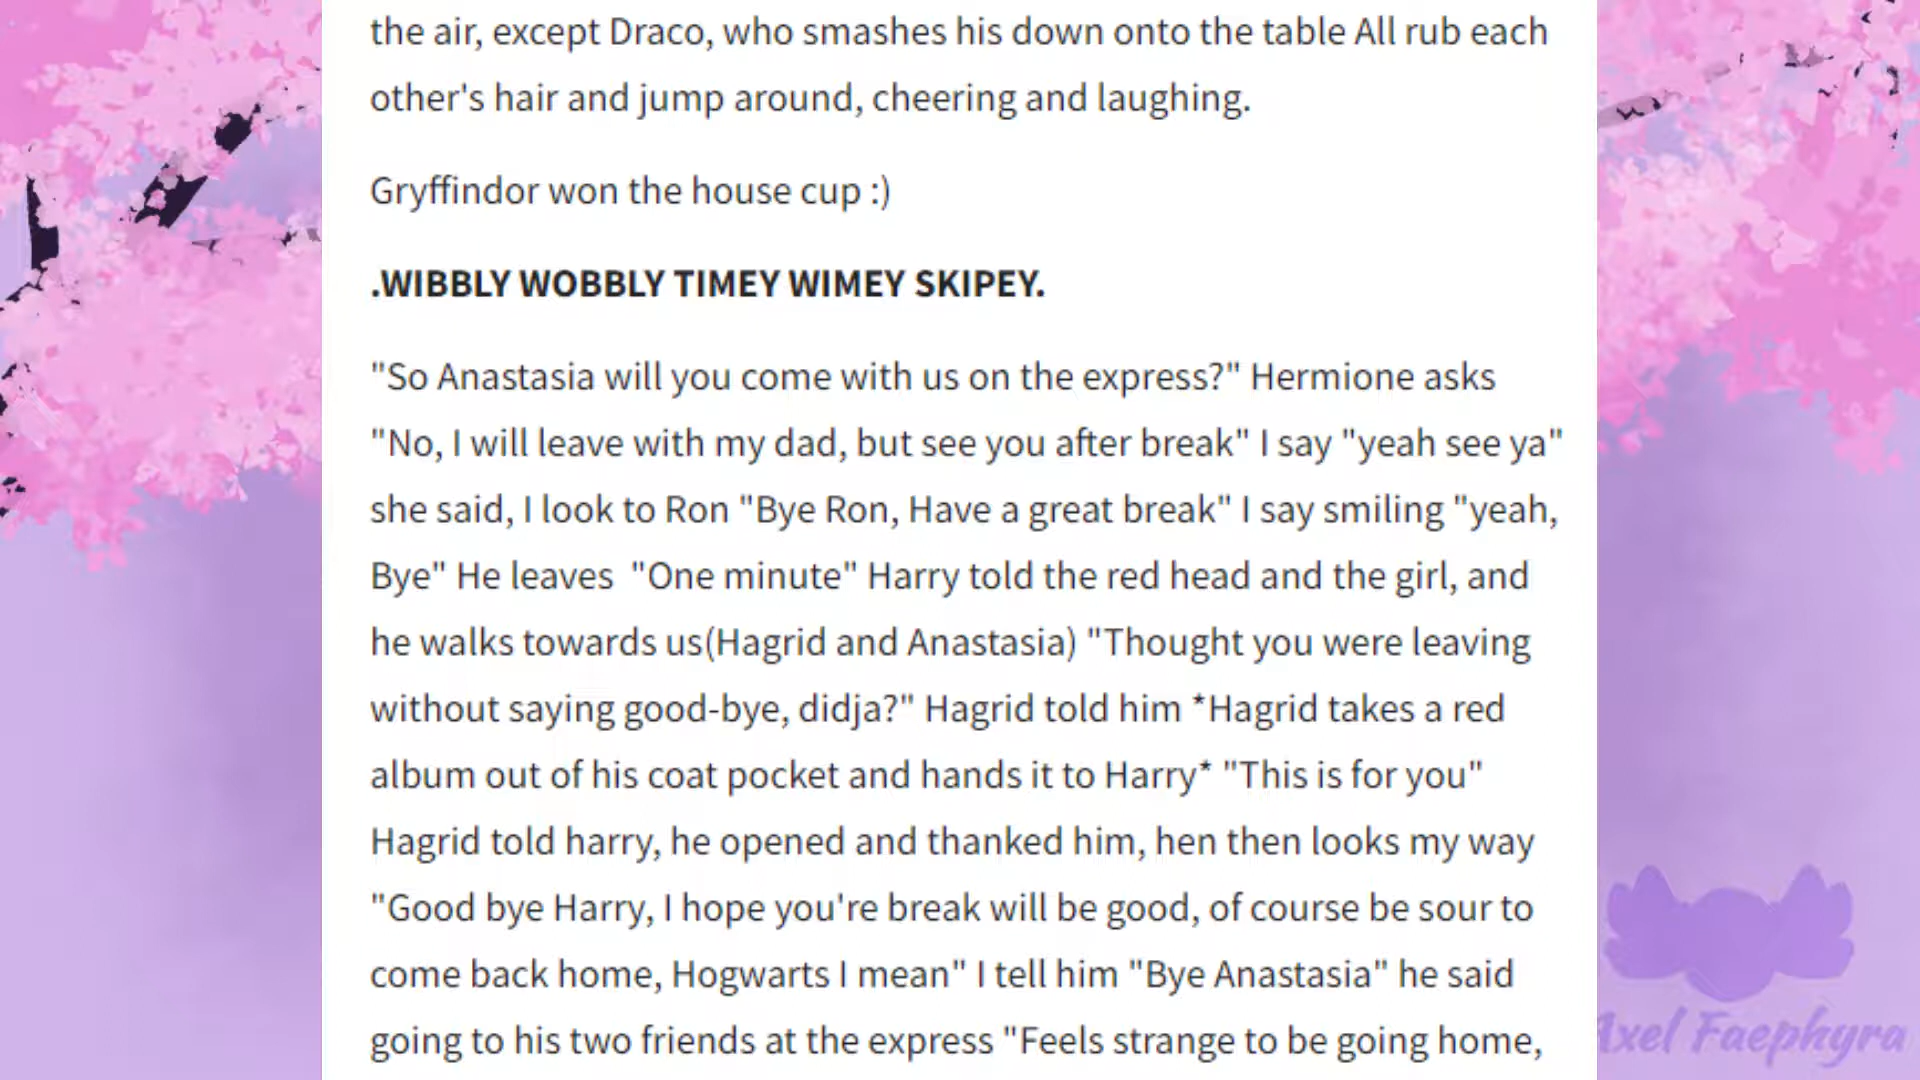 the air, except Draco, who smashes his down onto the table All rub each
other's hair and jump around, cheering and laughing.
Gryffindor won the house cup :)
.WIBBLY WOBBLY TIMEY WIMEY SKIPEY.
"So Anastasia will you come with us on the express?" Hermione asks
"No, I will leave with my dad, but see you after break" I say "yeah see ya"
she said, I look to Ron "Bye Ron, Have a great break" I say smiling "yeah,
Bye" He leaves  "One minute" Harry told the red head and the girl, and
he walks towards us(Hagrid and Anastasia) "Thought you were leaving
without saying good-bye, didja?" Hagrid told him *Hagrid takes a red
album out of his coat pocket and hands it to Harry* "This is for you"
Hagrid told harry, he opened and thanked him, hen then looks my way
"Good bye Harry, I hope you're break will be good, of course be sour to
come back home, Hogwarts I mean" I tell him "Bye Anastasia" he said
going to his two friends at the express "Feels strange to be going home,
Axel Faephyra